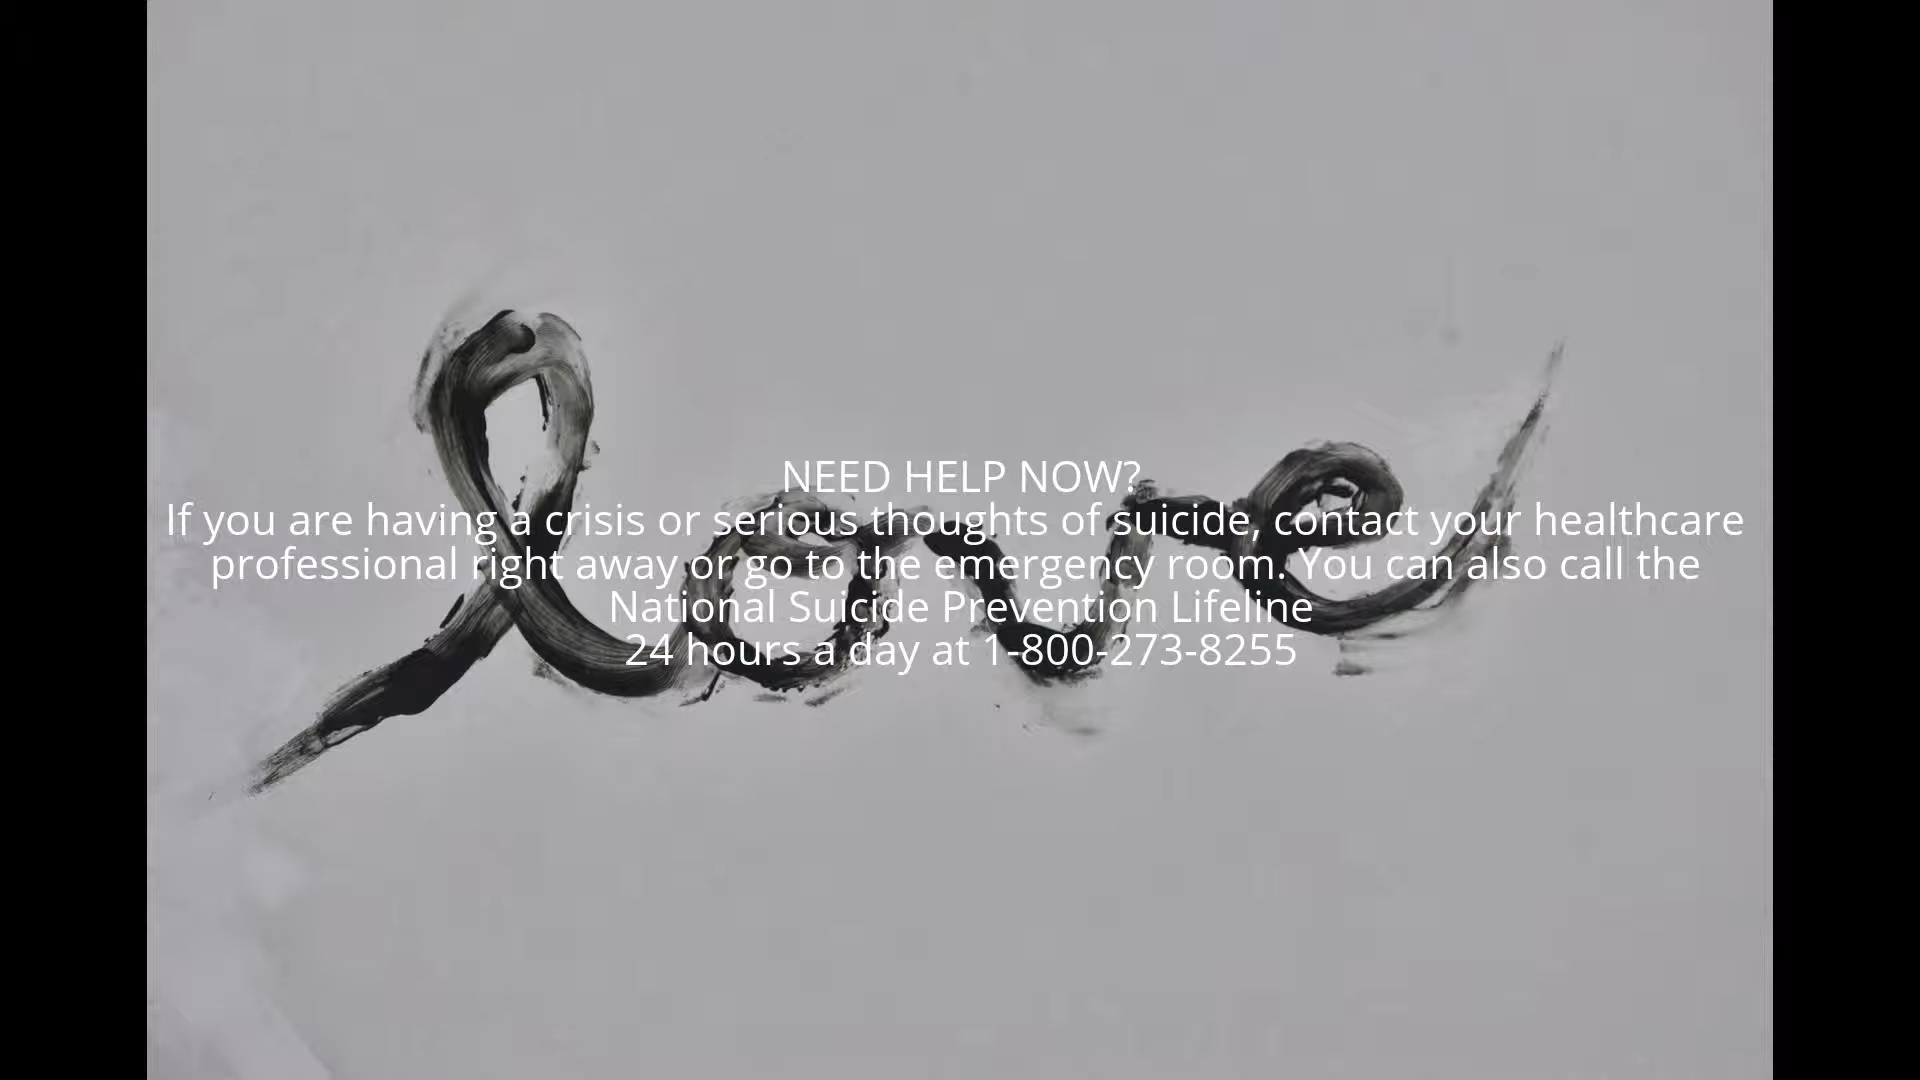 love
NEED HELP NOW?
If you are having a crisis or serious thoughts of suicide, contact your healthcare
professional right away or go to the emergency room. You can also call the
National Suicide Prevention Lifeline
24 hours a day at 1-800-273-8255